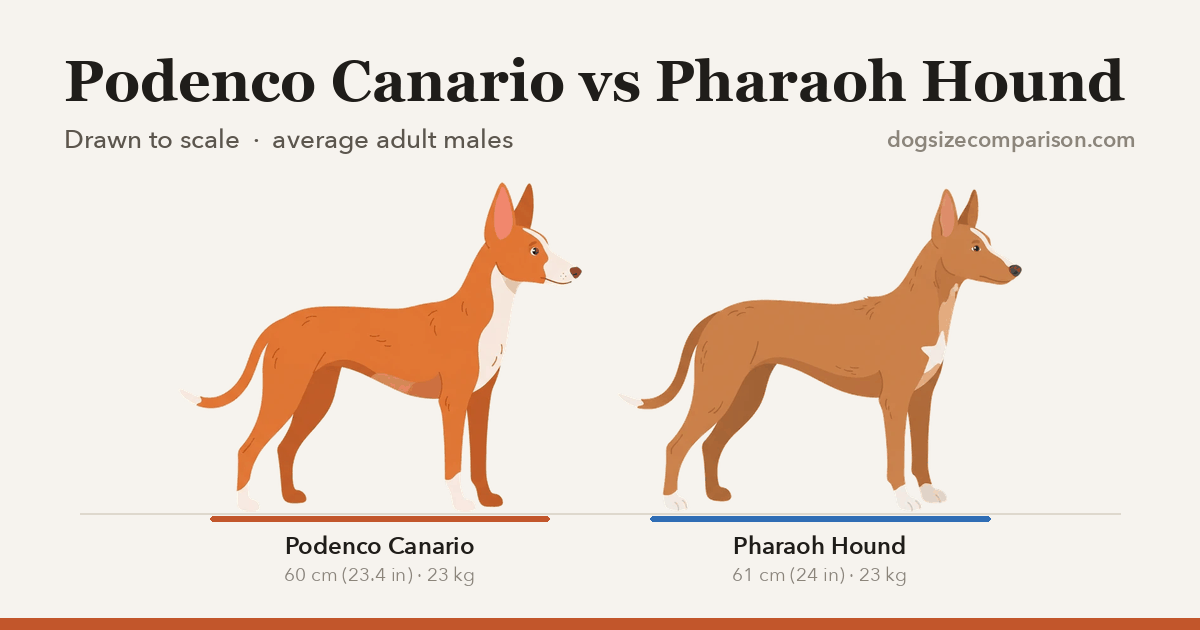 Podenco Canario vs Pharaoh Hound
Drawn to scale · average adult males
dogsizecomparison.com
Podenco Canario
60 cm (23.4 in) · 23 kg
Pharaoh Hound
61 cm (24 in) · 23 kg